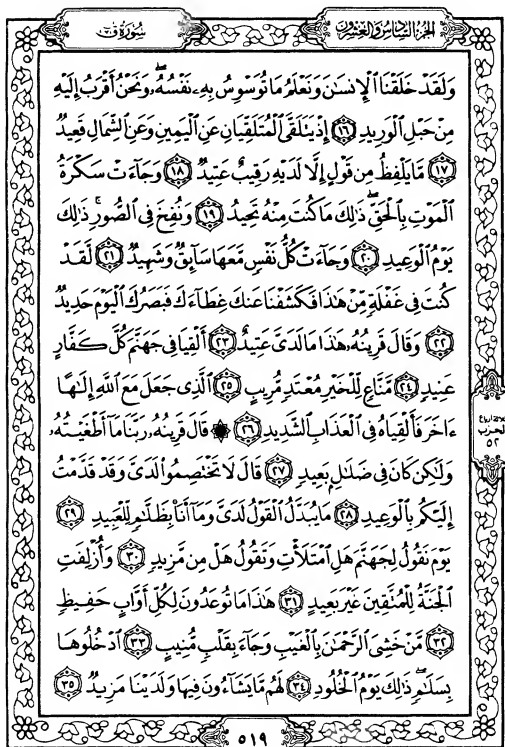 الجزء السادس والعشرون
سورة ق
وَلَقَدْ خَلَقْنَا ٱلْإِنسَٰنَ وَنَعْلَمُ مَا تُوَسْوِسُ بِهِۦ نَفْسُهُۥ ۖ وَنَحْنُ أَقْرَبُ إِلَيْهِ
مِنْ حَبْلِ ٱلْوَرِيدِ ١٦ إِذْ يَتَلَقَّى ٱلْمُتَلَقِّيَانِ عَنِ ٱلْيَمِينِ وَعَنِ ٱلشِّمَالِ قَعِيدٌ
١٧ مَّا يَلْفِظُ مِن قَوْلٍ إِلَّا لَدَيْهِ رَقِيبٌ عَتِيدٌ ١٨ وَجَآءَتْ سَكْرَةُ
ٱلْمَوْتِ بِٱلْحَقِّ ۖ ذَٰلِكَ مَا كُنتَ مِنْهُ تَحِيدُ ١٩ وَنُفِخَ فِى ٱلصُّورِ ۚ ذَٰلِكَ
يَوْمُ ٱلْوَعِيدِ ٢٠ وَجَآءَتْ كُلُّ نَفْسٍ مَّعَهَا سَآئِقٌ وَشَهِيدٌ ٢١ لَّقَدْ
كُنتَ فِى غَفْلَةٍ مِّنْ هَٰذَا فَكَشَفْنَا عَنكَ غِطَآءَكَ فَبَصَرُكَ ٱلْيَوْمَ حَدِيدٌ
٢٢ وَقَالَ قَرِينُهُۥ هَٰذَا مَا لَدَىَّ عَتِيدٌ ٢٣ أَلْقِيَا فِى جَهَنَّمَ كُلَّ كَفَّارٍ
عَنِيدٍ ٢٤ مَّنَّاعٍ لِّلْخَيْرِ مُعْتَدٍ مُّرِيبٍ ٢٥ ٱلَّذِى جَعَلَ مَعَ ٱللَّهِ إِلَٰهًا
ءَاخَرَ فَأَلْقِيَاهُ فِى ٱلْعَذَابِ ٱلشَّدِيدِ ٢٦ ۞ قَالَ قَرِينُهُۥ رَبَّنَا مَآ أَطْغَيْتُهُۥ
وَلَٰكِن كَانَ فِى ضَلَٰلٍۭ بَعِيدٍ ٢٧ قَالَ لَا تَخْتَصِمُوا۟ لَدَىَّ وَقَدْ قَدَّمْتُ
إِلَيْكُم بِٱلْوَعِيدِ ٢٨ مَا يُبَدَّلُ ٱلْقَوْلُ لَدَىَّ وَمَآ أَنَا۠ بِظَلَّٰمٍ لِّلْعَبِيدِ ٢٩
يَوْمَ نَقُولُ لِجَهَنَّمَ هَلِ ٱمْتَلَأْتِ وَتَقُولُ هَلْ مِن مَّزِيدٍ ٣٠ وَأُزْلِفَتِ
ٱلْجَنَّةُ لِلْمُتَّقِينَ غَيْرَ بَعِيدٍ ٣١ هَٰذَا مَا تُوعَدُونَ لِكُلِّ أَوَّابٍ حَفِيظٍ
٣٢ مَّنْ خَشِىَ ٱلرَّحْمَٰنَ بِٱلْغَيْبِ وَجَآءَ بِقَلْبٍ مُّنِيبٍ ٣٣ ٱدْخُلُوهَا
بِسَلَٰمٍ ۖ ذَٰلِكَ يَوْمُ ٱلْخُلُودِ ٣٤ لَهُم مَّا يَشَآءُونَ فِيهَا وَلَدَيْنَا مَزِيدٌ ٣٥
الحزب
٥٢
٥١٩